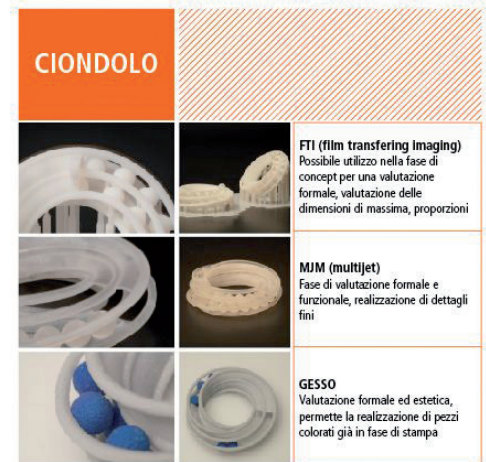 CIONDOLO
FTI (film transfering imaging)
Possibile utilizzo nella fase di
concept per una valutazione
formale, valutazione delle
dimensioni di massima, proporzioni
MJM (multijet)
Fase di valutazione formale e
funzionale, realizzazione di dettagli
fini
GESSO
Valutazione formale ed estetica,
permette la realizzazione di pezzi
colorati già in fase di stampa